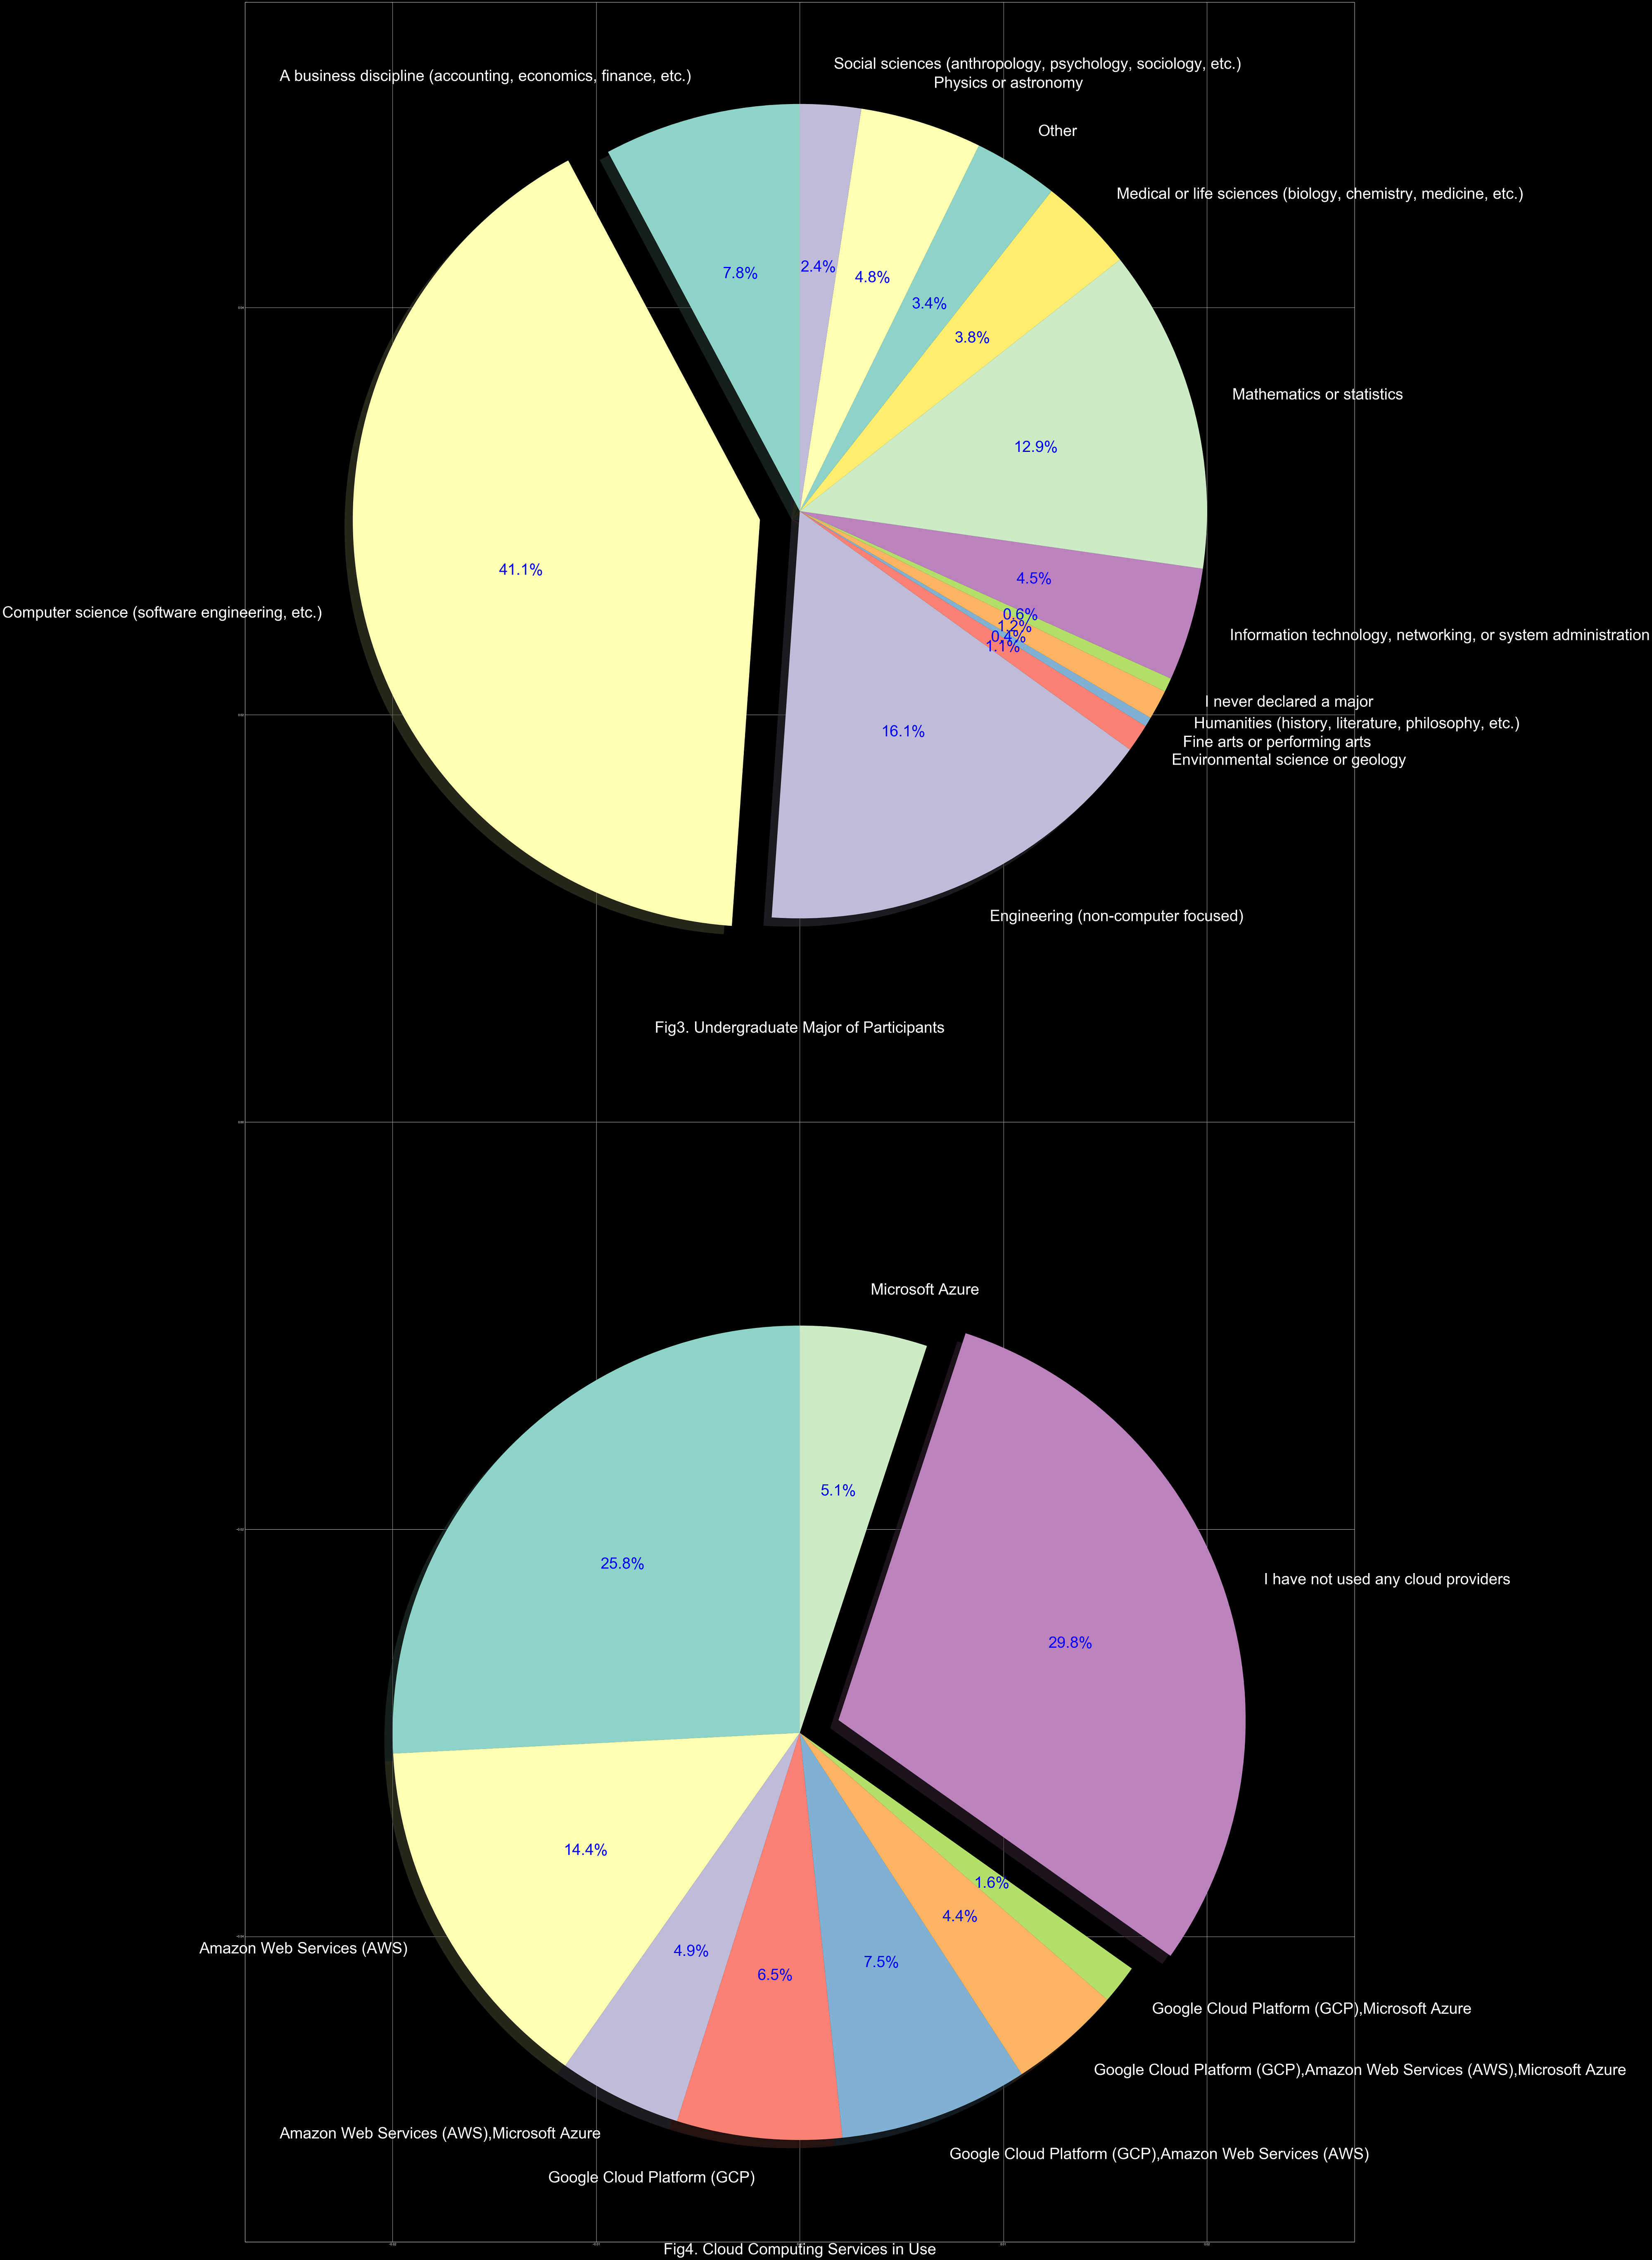 Social sciences (anthropology, psychology, sociology, etc.)
A business discipline (accounting, economics, finance, etc.)
Physics or astronomy
Other
Medical or life sciences (biology, chemistry, medicine, etc.)
2.4%
7.8%
4.8%
3.4%
3.8%
Mathematics or statistics
12.9%
41.1%
4.5%
Computer science (software engineering, etc.)
0.6%
1.2%
0.4%
1.1%
Information technology, networking, or system administration
I never declared a major
Humanities (history, literature, philosophy, etc.)
16.1%
Fine arts or performing arts
Environmental science or geology
Engineering (non-computer focused)
Fig3. Undergraduate Major of Participants
Microsoft Azure
5.1%
25.8%
I have not used any cloud providers
29.8%
14.4%
1.6%
4.4%
Amazon Web Services (AWS)
4.9%
7.5%
6.5%
Google Cloud Platform (GCP),Microsoft Azure
Google Cloud Platform (GCP),Amazon Web Services (AWS),Microsoft Azure
Amazon Web Services (AWS),Microsoft Azure
Google Cloud Platform (GCP),Amazon Web Services (AWS)
Google Cloud Platform (GCP)
Fig4. Cloud Computing Services in Use